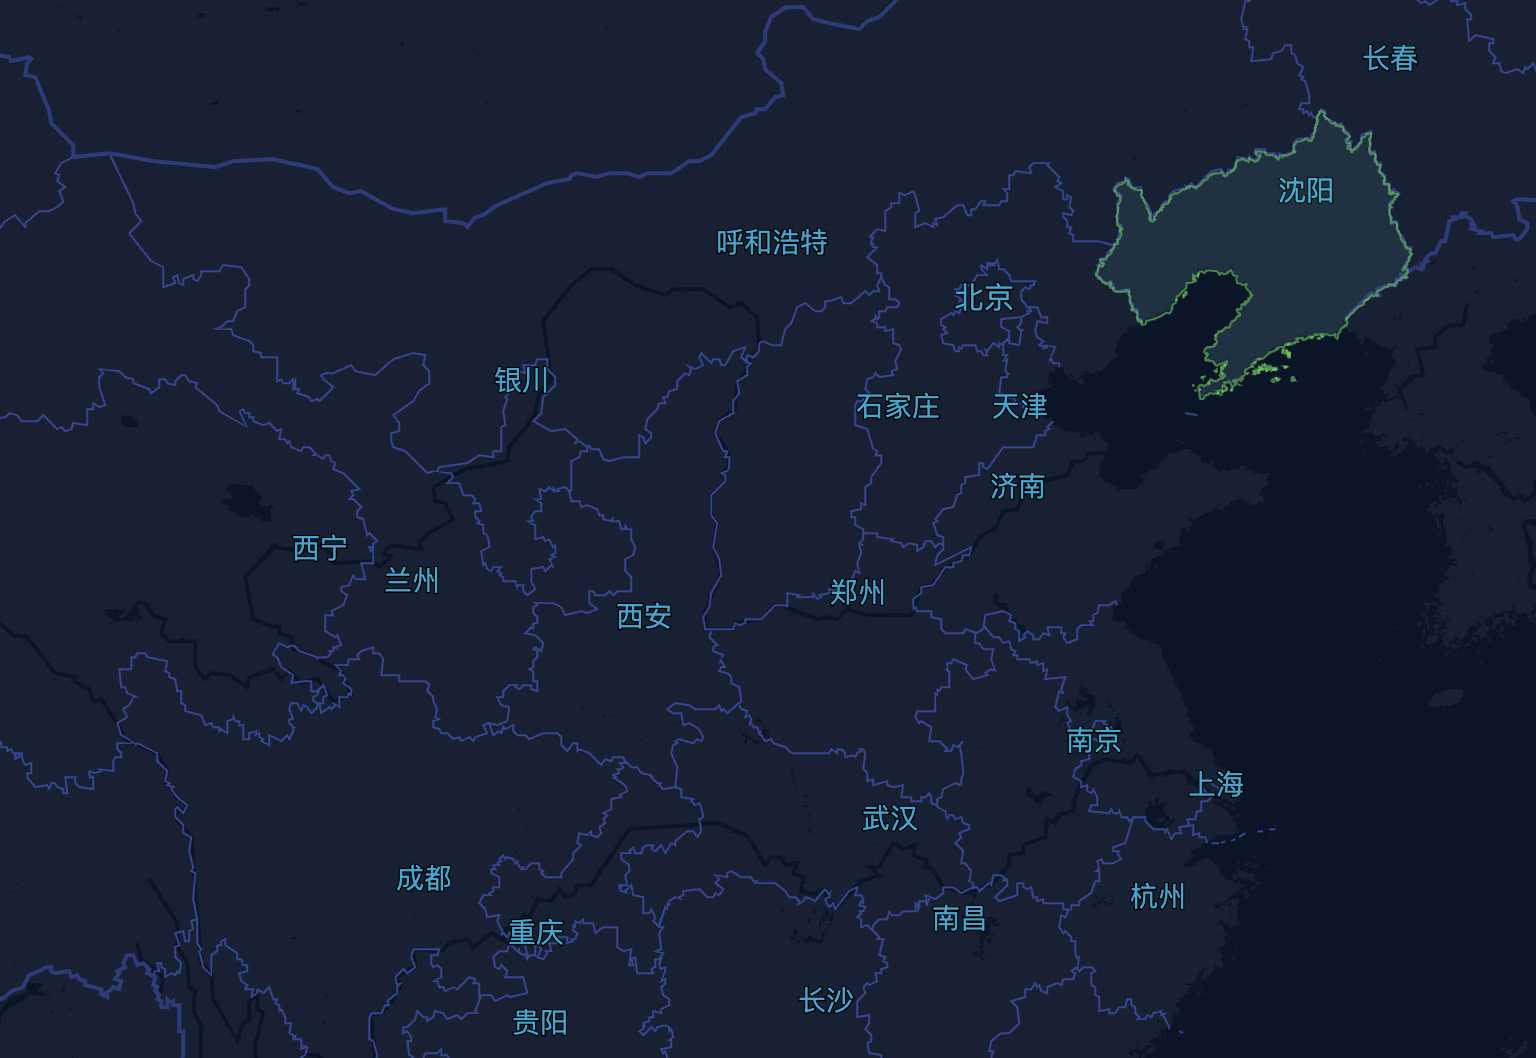 长春
沈阳
呼和浩特
北京
银川
石家庄
天津
济南
西宁
兰州
郑州
西安
南京
上海
武汉
成都
杭州
南昌
重庆
长沙
贵阳